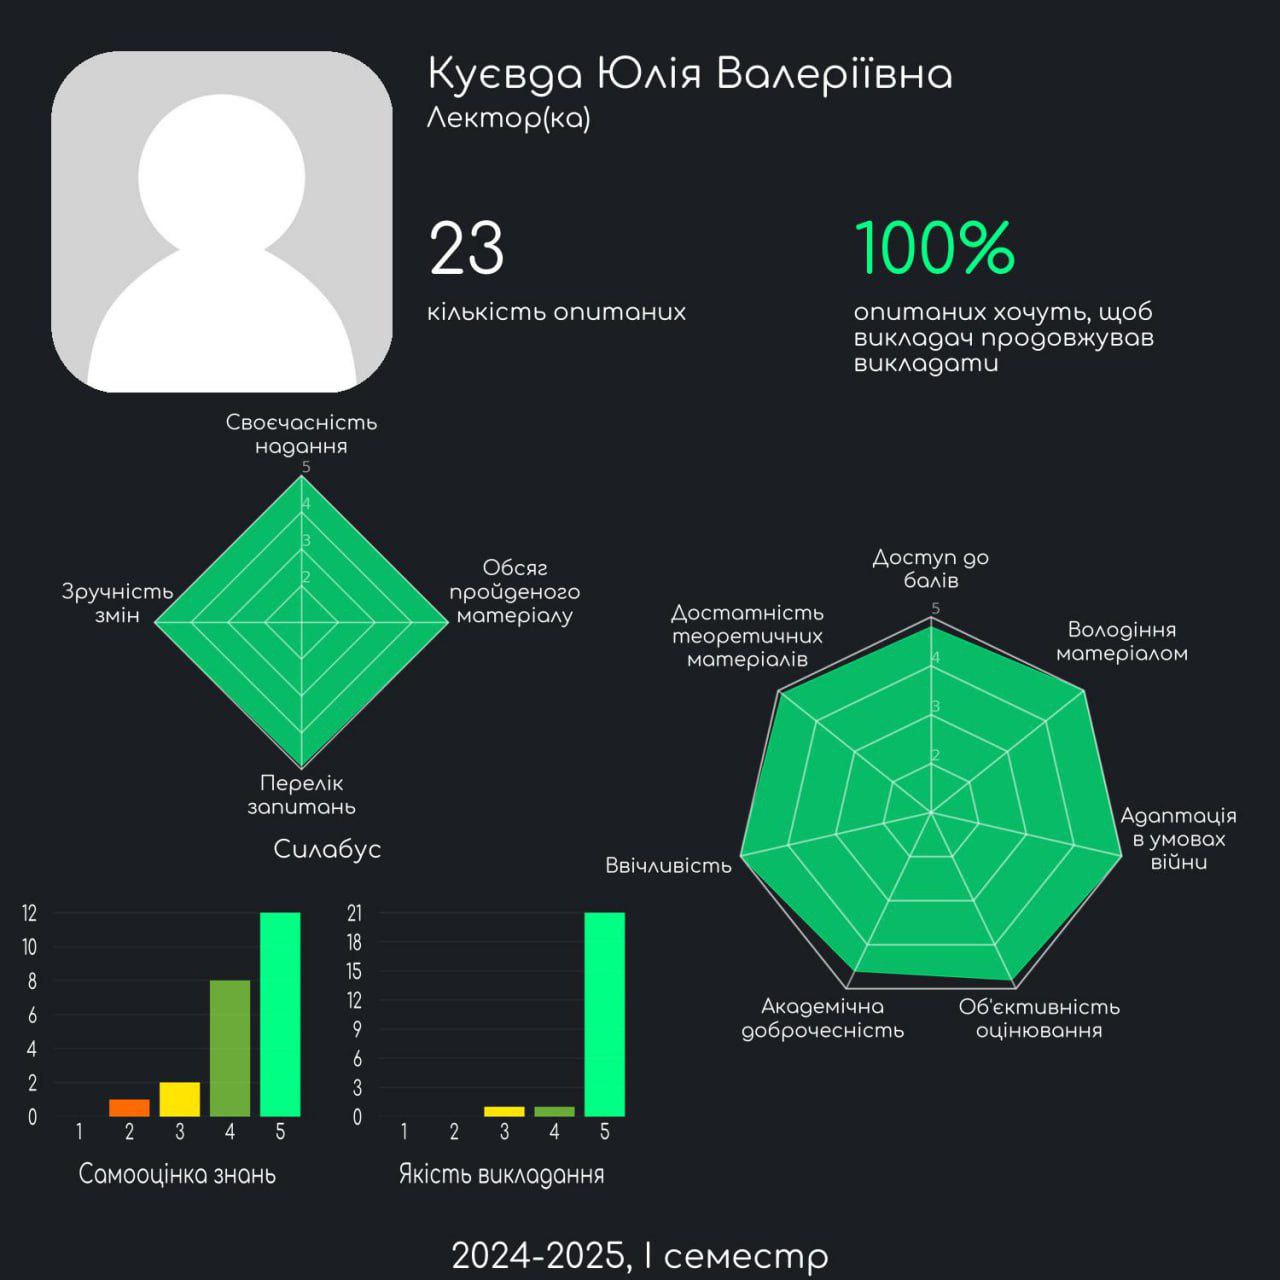 Куєвда Юлія Валеріївна
Лектор(ка)
23
кількість опитаних
100%
опитаних хочуть, щоб
викладач продовжував
викладати
Своєчасність
надання
5
4
3
2
Обсяг
пройденого
матеріалу
Зручність
змін
Перелік
запитань
Силабус
Доступ до
балів
5
4
3
2
Володіння
матеріалом
Адаптація
в умовах
війни
Об'єктивність
оцінювання
Академічна
доброчесність
Ввічливість
Достатність
теоретичних
матеріалів
12
10
8
6
4
2
0
1 2 3 4 5
Самооцінка знань
21
18
15
12
9
6
3
0
1 2 3 4 5
Якість викладання
2024-2025, І семестр